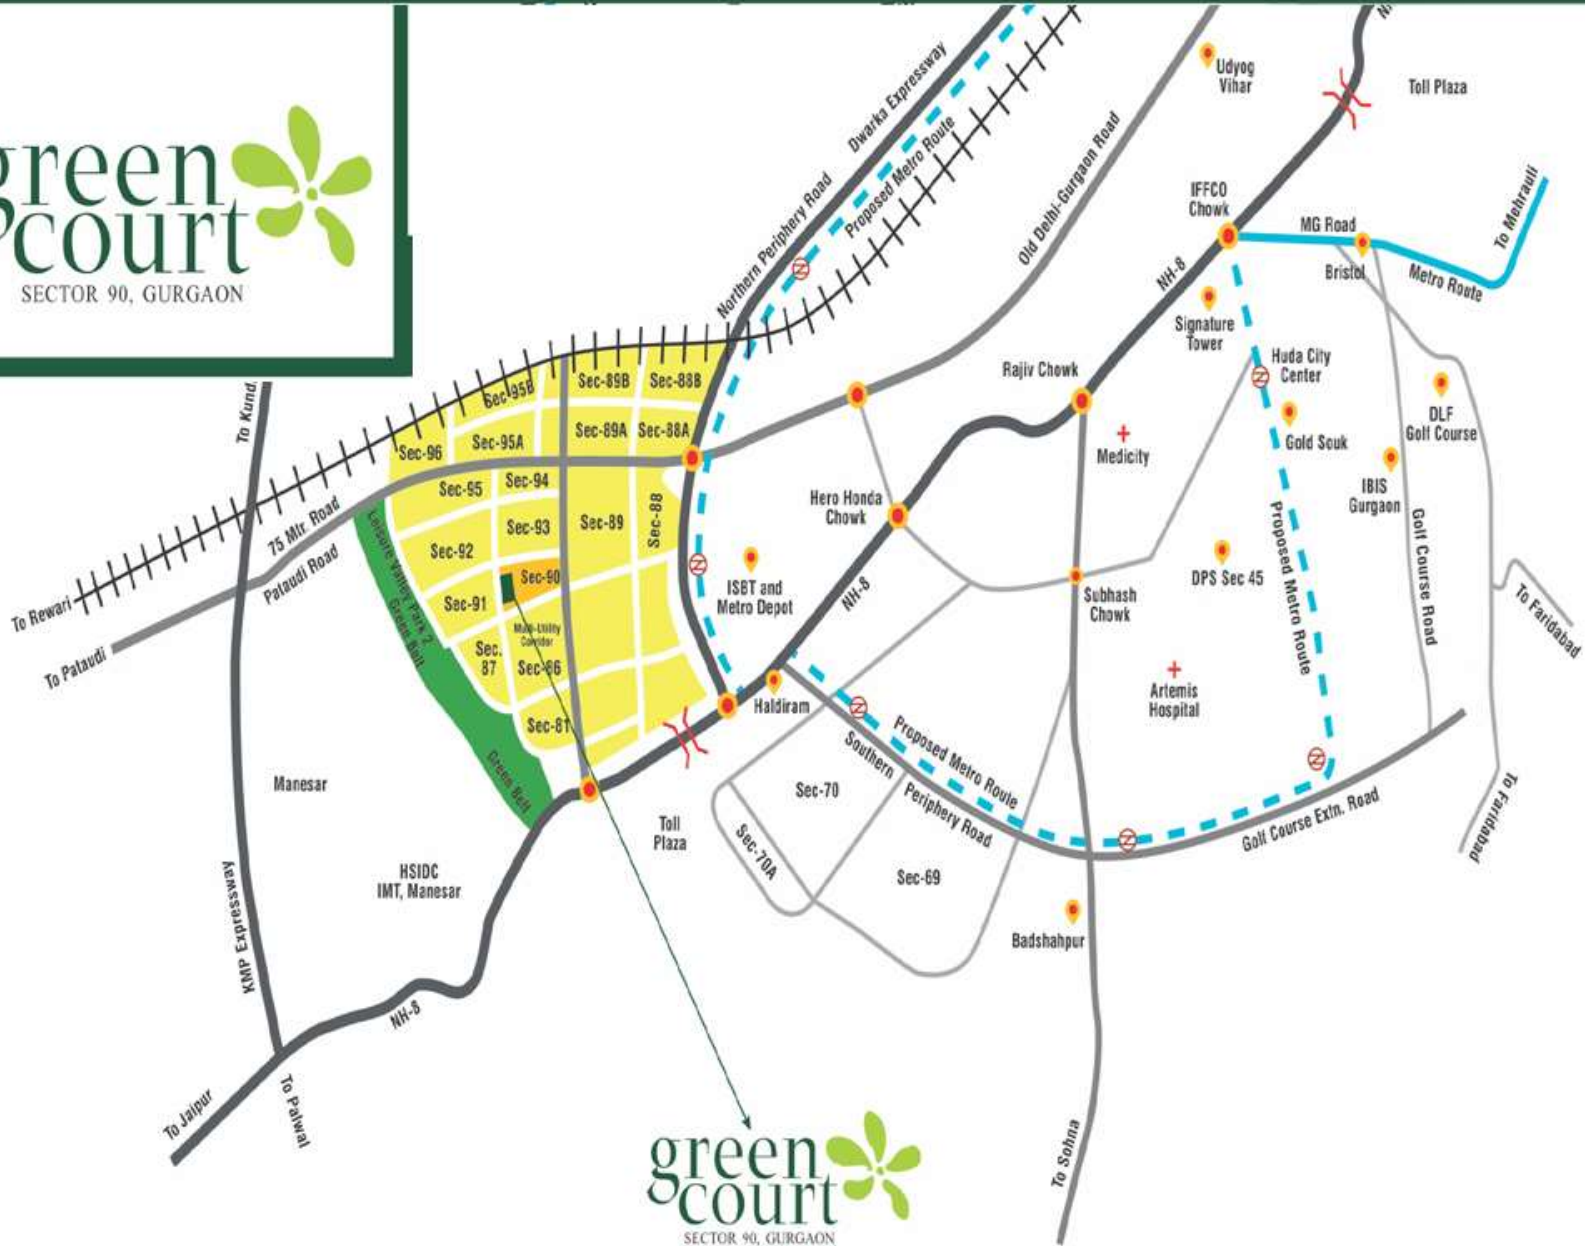 green
court
SECTOR 90, GURGAON
Udyog
Vihar
Toll Plaza
Dwarka Expressway
Proposed Metro Route
Northern Periphery Road
Old Delhi-Gurgaon Road
IFFCO
Chowk
MG Road
Bristol
Metro Route
To Mehrauli
NH-8
Signature
Tower
Huda City
Center
Rajiv Chowk
Medicity
Gold Souk
DLF
Golf Course
IBIS
Gurgaon
Golf Course Road
To Kund.
Sec-95B
Sec-89B
Sec-88B
Sec-96
Sec-95A
Sec-89A
Sec-88A
Sec-95
Sec-94
Sec-93
Sec-89
Sec-88
Sec-92
Sec-90
Sec-91
Multi-Utility
Corridor
Sec.
87
Sec-86
Sec-81
Leisure Valley Park 2
Green Belt
Green Belt
75 Mtr. Road
Pataudi Road
To Rewari
To Pataudi
Hero Honda
Chowk
ISBT and
Metro Depot
NH-8
Subhash
Chowk
DPS Sec 45
Proposed Metro Route
To Faridabad
Artemis
Hospital
Haldiram
Proposed Metro Route
Southern
Periphery Road
Sec-70
Sec-70A
Sec-69
Golf Course Extn. Road
To Faridabad
Toll
Plaza
Manesar
HSIDC
IMT, Manesar
KMP Expressway
NH-8
Badshahpur
To Jaipur
To Palwal
To Sohna
green
court
SECTOR 90, GURGAON